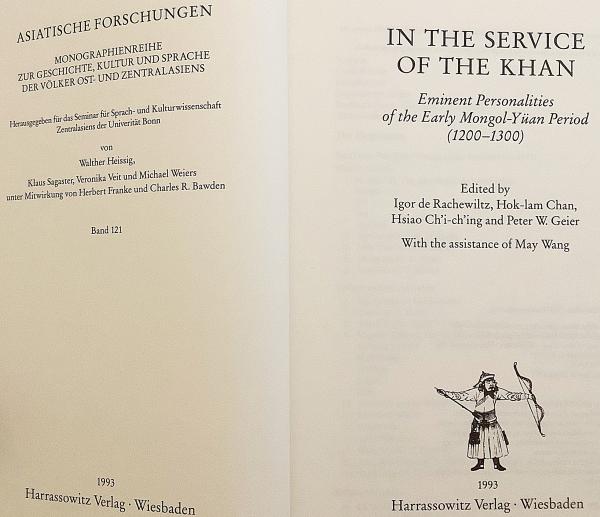 ASIATISCHE FORSCHUNGEN
MONOGRAPHIENREIHE
ZUR GESCHICHTE, KULTUR UND SPRACHE
DER VÖLKER OST- UND ZENTRALASIENS
Herausgegeben für das Seminar für Sprach- und Kulturwissenschaft
Zentralasiens der Universität Bonn
von
Walther Heissig,
Klaus Sagaster, Veronika Veit und Michael Weiers
unter Mitwirkung von Herbert Franke und Charles R. Bawden
Band 121
1993
Harrassowitz Verlag · Wiesbaden
IN THE SERVICE
OF THE KHAN
Eminent Personalities
of the Early Mongol-Yüan Period
(1200–1300)
Edited by
Igor de Rachewiltz, Hok-lam Chan,
Hsiao Ch'i-ch'ing and Peter W. Geier
With the assistance of May Wang
1993
Harrassowitz Verlag · Wiesbaden